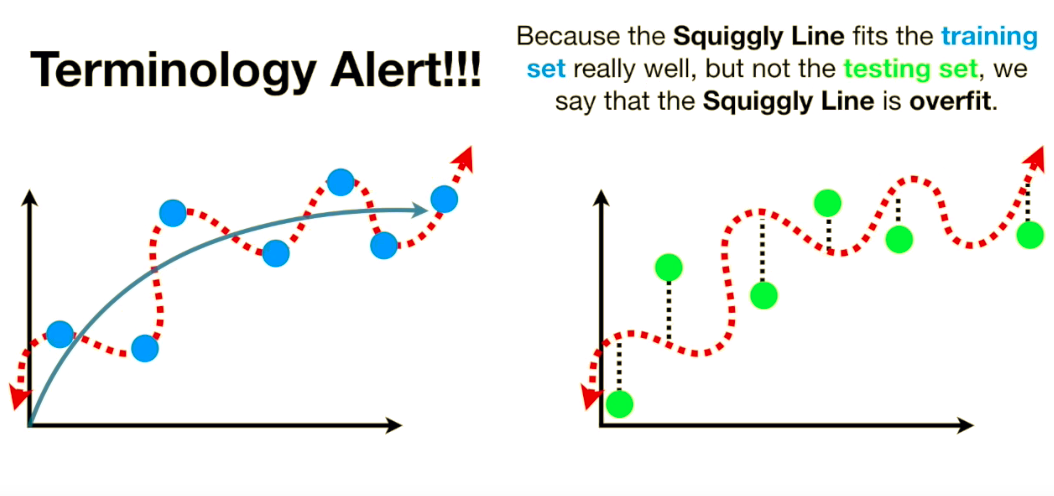 Terminology Alert!!!
Because the Squiggly Line fits the training
set really well, but not the testing set, we
say that the Squiggly Line is overfit.